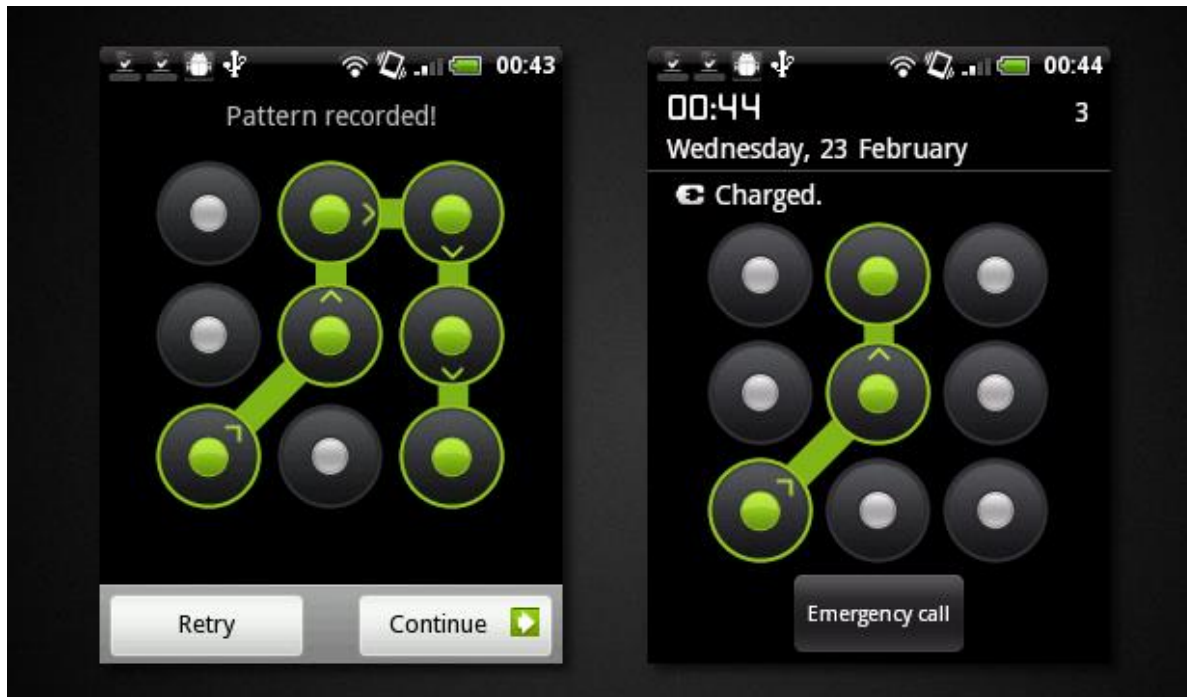 00:43
Pattern recorded!
Retry
Continue
00:44
00:44
3
Wednesday, 23 February
Charged.
Emergency call